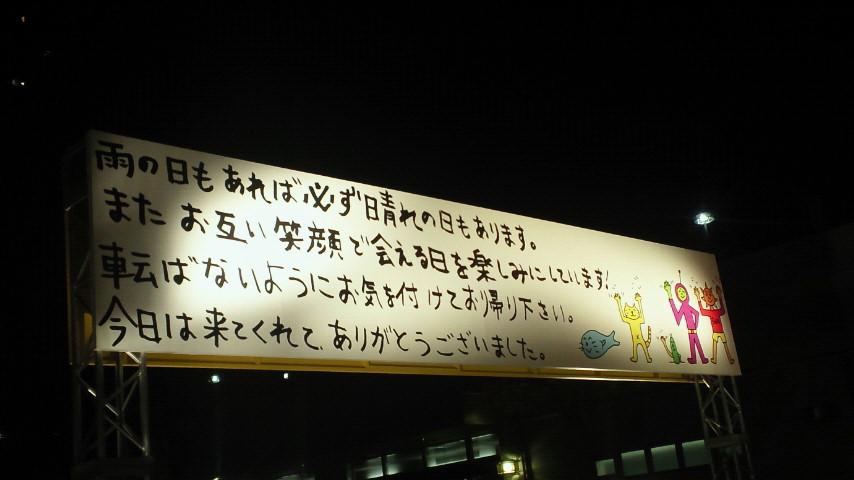 雨の日もあれば必ず晴れの日もあります。
またお互い笑顔で会える日を楽しみにしています!
転ばないようにお気を付けてお帰り下さい。
今日は来てくれて、ありがとうございました。